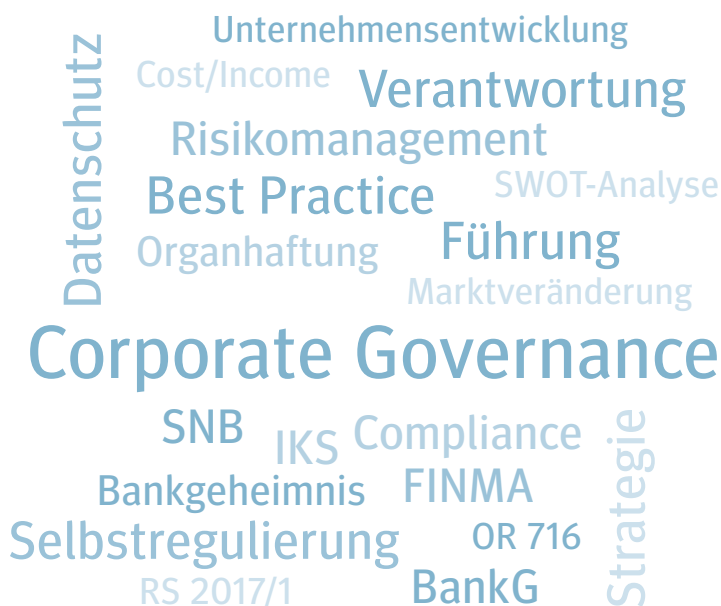 Unternehmensentwicklung
Datenschutz
Cost/Income
Verantwortung
Risikomanagement
Best Practice
SWOT-Analyse
Organhaftung
Führung
Marktveränderung
Corporate Governance
SNB
IKS
Compliance
Strategie
Bankgeheimnis
FINMA
Selbstregulierung
OR 716
RS 2017/1
BankG